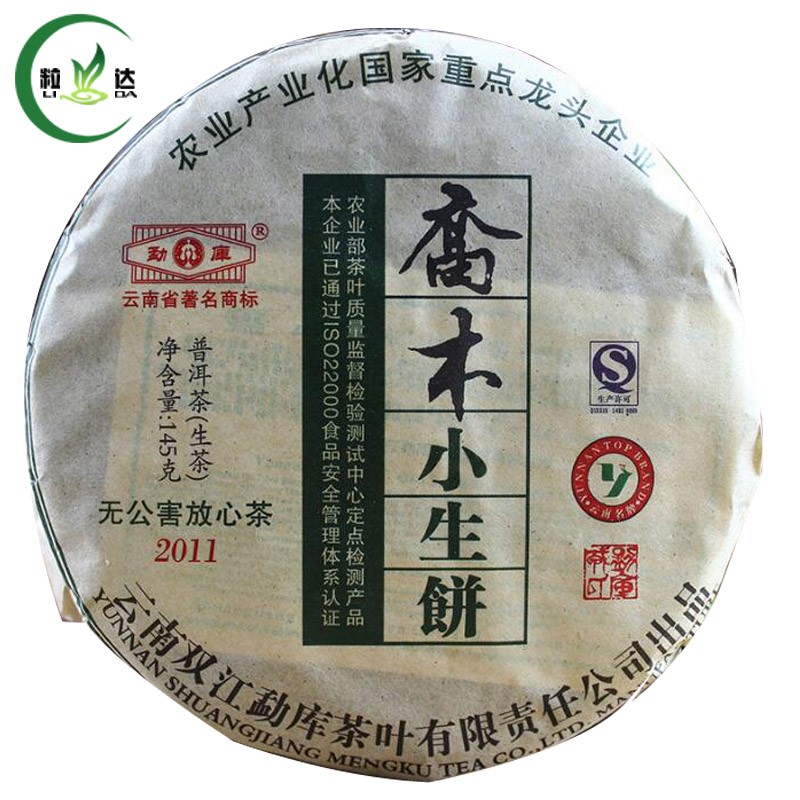 粒 达
LI DA
农业产业化国家重点龙头企业
勐 库 ®
云南省著名商标
普洱茶(生茶)
净含量:145克
无公害放心茶
2011
农业部茶叶质量监督检验测试中心定点检测产品
本企业已通过ISO22000食品安全管理体系认证
喬木小生餅
生产许可
YUNNAN TOP BRAND
云南名牌
云南双江勐库茶叶有限责任公司出品
YUNNAN SHUANGJIANG MENGKU TEA CO.,LTD.